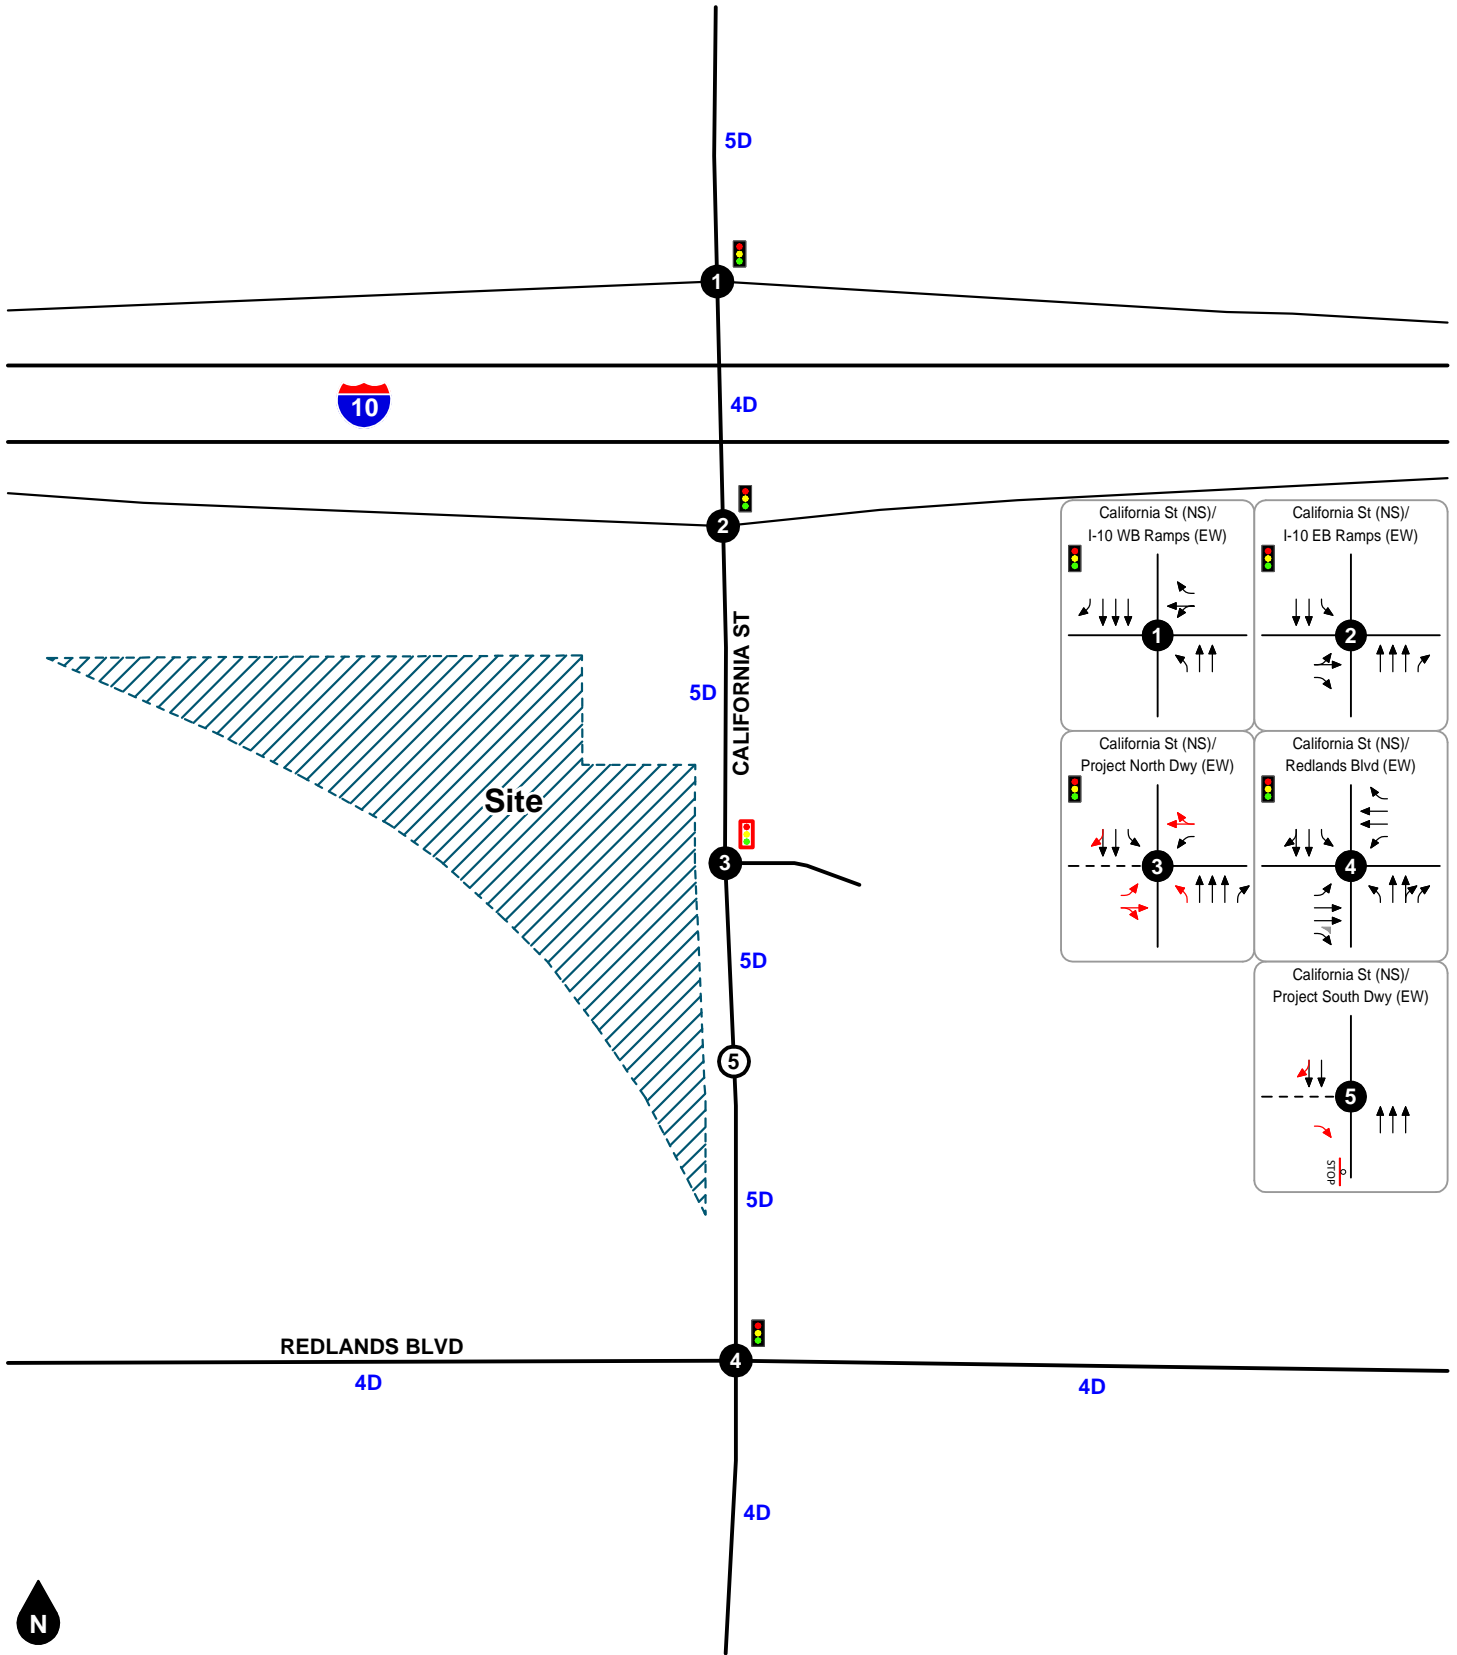 5D
1
10
4D
2
CALIFORNIA ST
5D
Site
3
5D
5
5D
REDLANDS BLVD
4
4D
4D
4D
N
California St (NS)/
I-10 WB Ramps (EW)
1
California St (NS)/
I-10 EB Ramps (EW)
2
California St (NS)/
Project North Dwy (EW)
3
California St (NS)/
Redlands Blvd (EW)
4
California St (NS)/
Project South Dwy (EW)
5
STOP